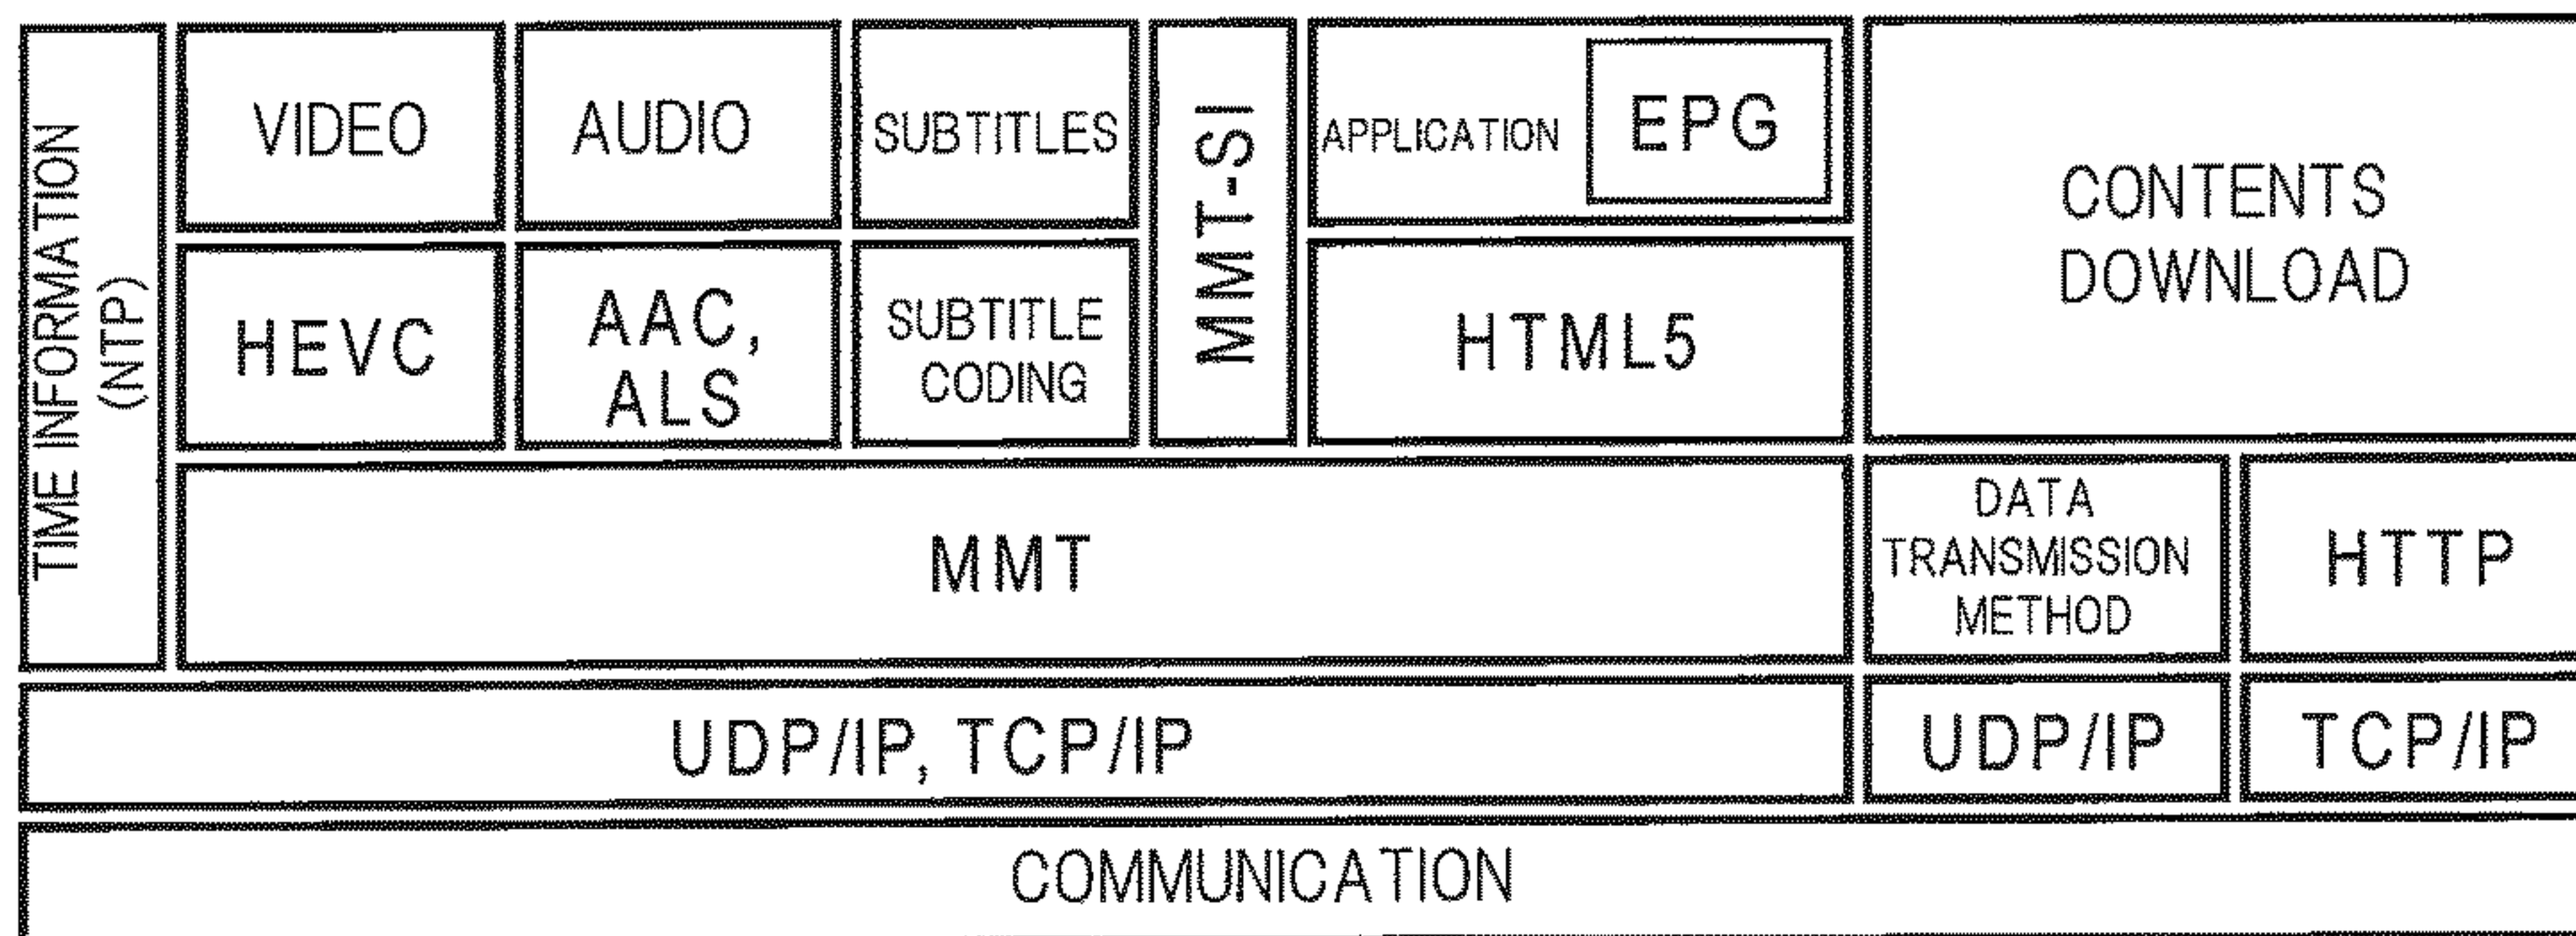 TIME INFORMATION
(NTP)
VIDEO
AUDIO
SUBTITLES
MMT-SI
APPLICATION
EPG
CONTENTS
DOWNLOAD
HEVC
AAC,
ALS
SUBTITLE
CODING
HTML5
MMT
DATA
TRANSMISSION
METHOD
HTTP
UDP/IP, TCP/IP
UDP/IP
TCP/IP
COMMUNICATION